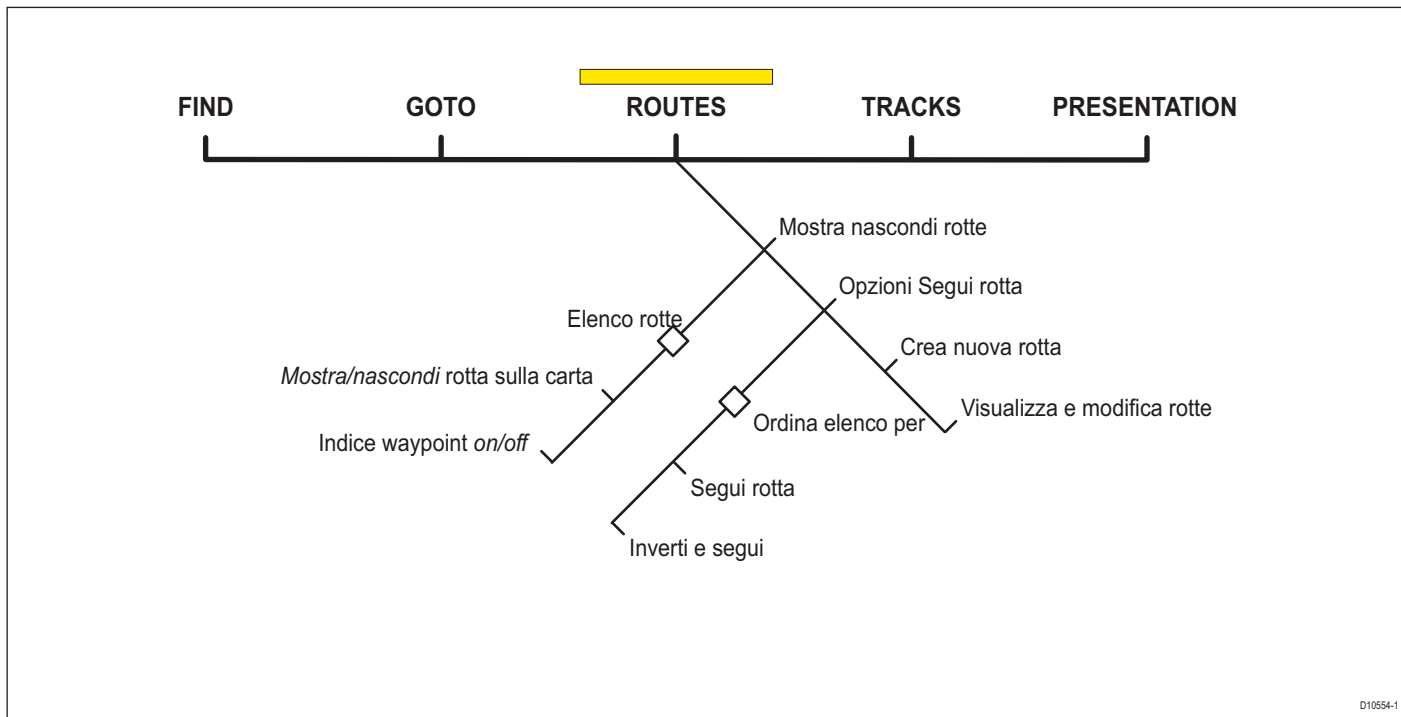 FIND GOTO ROUTES TRACKS PRESENTATION
Mostra nascondi rotte
Opzioni Segui rotta
Elenco rotte
Crea nuova rotta
Mostra/nascondi rotta sulla carta
Visualizza e modifica rotte
Ordina elenco per
Indice waypoint on/off
Segui rotta
Inverti e segui
D10554-1